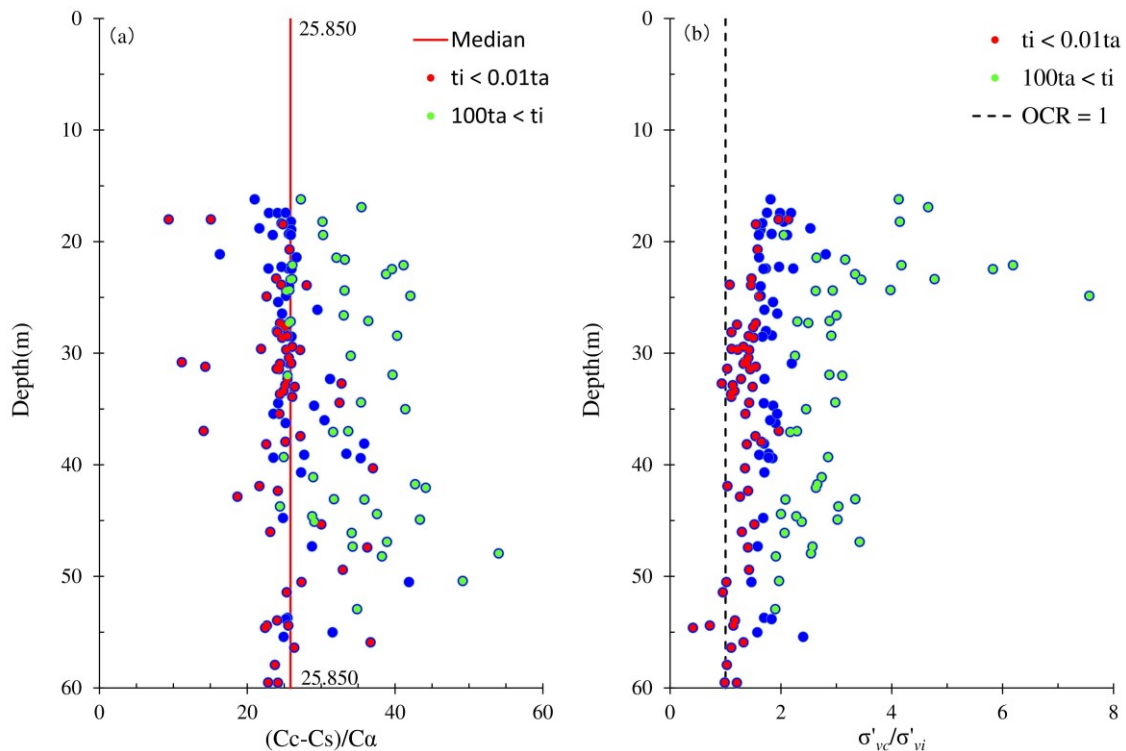 (a)
25.850
Median
ti < 0.01ta
100ta < ti
0
10
20
30
40
50
60
Depth(m)
25.850
0
20
40
60
(Cc-Cs)/Cα
(b)
ti < 0.01ta
100ta < ti
OCR = 1
0
10
20
30
40
50
60
Depth(m)
0
2
4
6
8
σ'vc/σ'vi